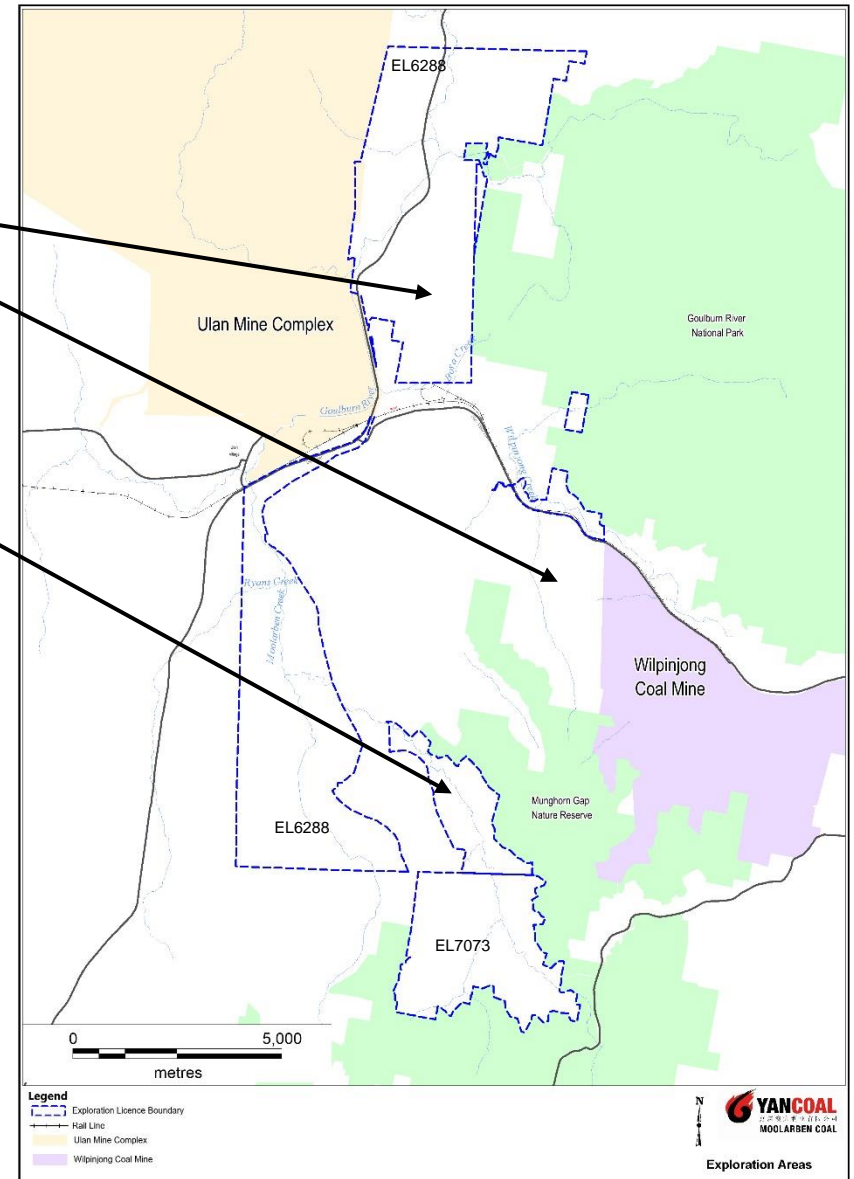 EL6288
Ulan Mine Complex
Goulburn River
National Park
Goulburn River
Wilpinjong Creek
Ryans Creek
Moolarben Creek
Wilpinjong
Coal Mine
Munghorn Gap
Nature Reserve
EL6288
EL7073
0 5,000
metres
Legend
Exploration Licence Boundary
Rail Line
Ulan Mine Complex
Wilpinjong Coal Mine
N
YANCOAL
MOOLARBEN COAL
Exploration Areas